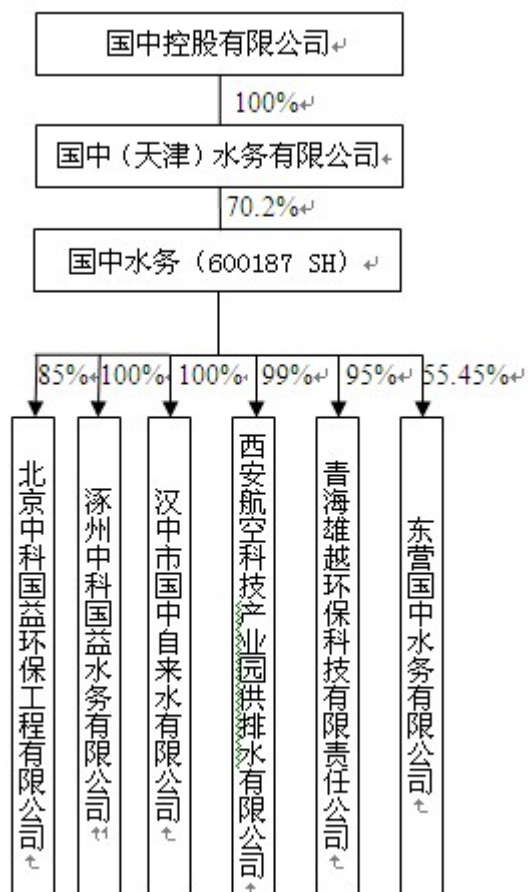 国中控股有限公司
100%
国中（天津）水务有限公司
70.2%
国中水务（600187 SH）
85%
100%
100%
99%
95%
55.45%
北京中科国益环保工程有限公司
涿州中科国益水务有限公司
汉中市国中自来水有限公司
西安航空科技产业园供排水有限公司
青海雄越环保科技有限责任公司
东营国中水务有限公司